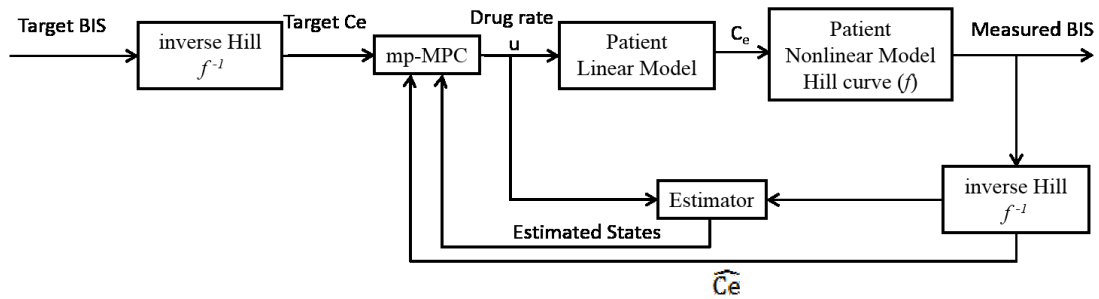 Target BIS
inverse Hill
f⁻¹
Target Ce
mp-MPC
Drug rate
u
Patient
Linear Model
Cₑ
Patient
Nonlinear Model
Hill curve (f)
Measured BIS
inverse Hill
f⁻¹
Estimator
Estimated States
Ĉe